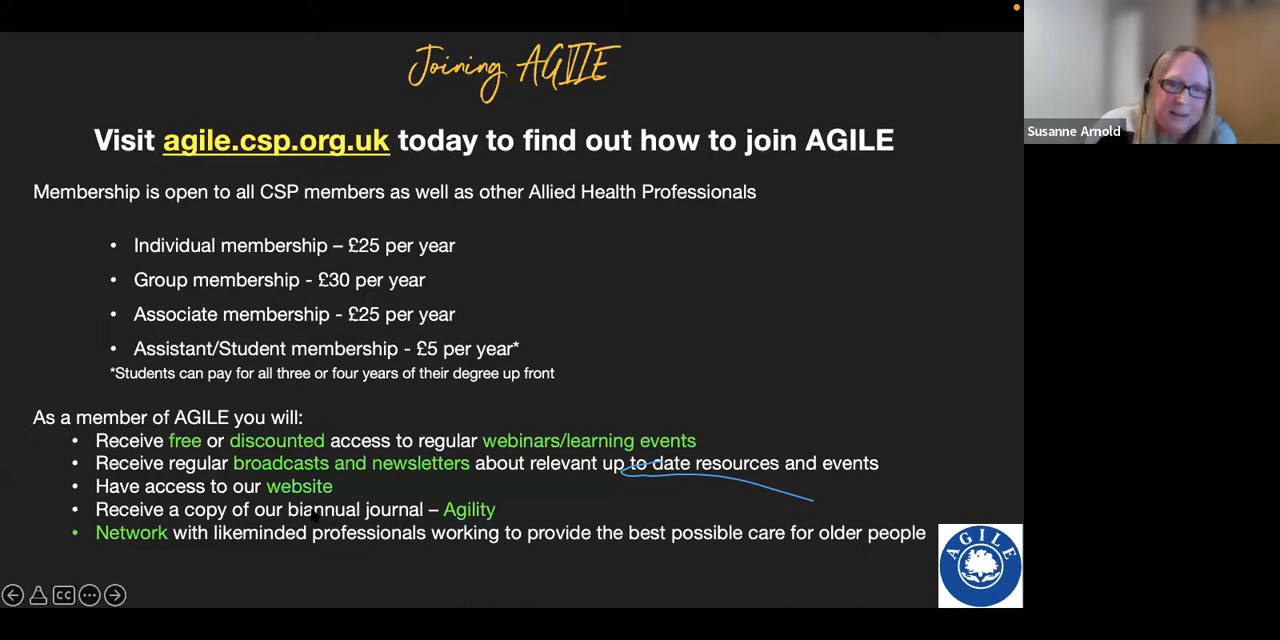 Joining AGILE
Visit agile.csp.org.uk today to find out how to join AGILE
Susanne Arnold
Membership is open to all CSP members as well as other Allied Health Professionals
• Individual membership – £25 per year
• Group membership - £30 per year
• Associate membership - £25 per year
• Assistant/Student membership - £5 per year*
*Students can pay for all three or four years of their degree up front
As a member of AGILE you will:
• Receive free or discounted access to regular webinars/learning events
• Receive regular broadcasts and newsletters about relevant up to date resources and events
• Have access to our website
• Receive a copy of our biannual journal – Agility
• Network with likeminded professionals working to provide the best possible care for older people
AGILE
CC